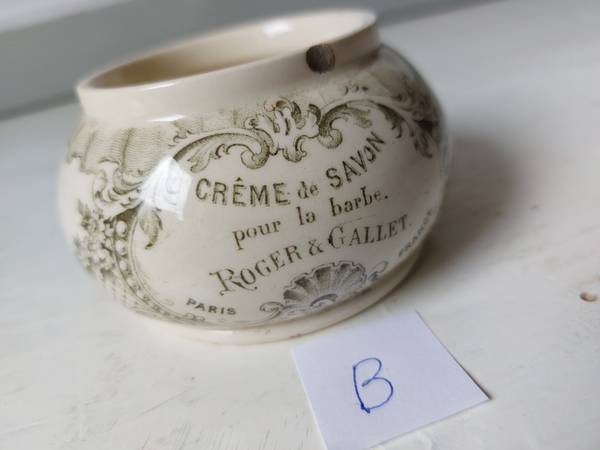 CRÊME de SAVON
pour la barbe.
ROGER & GALLET.
PARIS
FRANCE
B